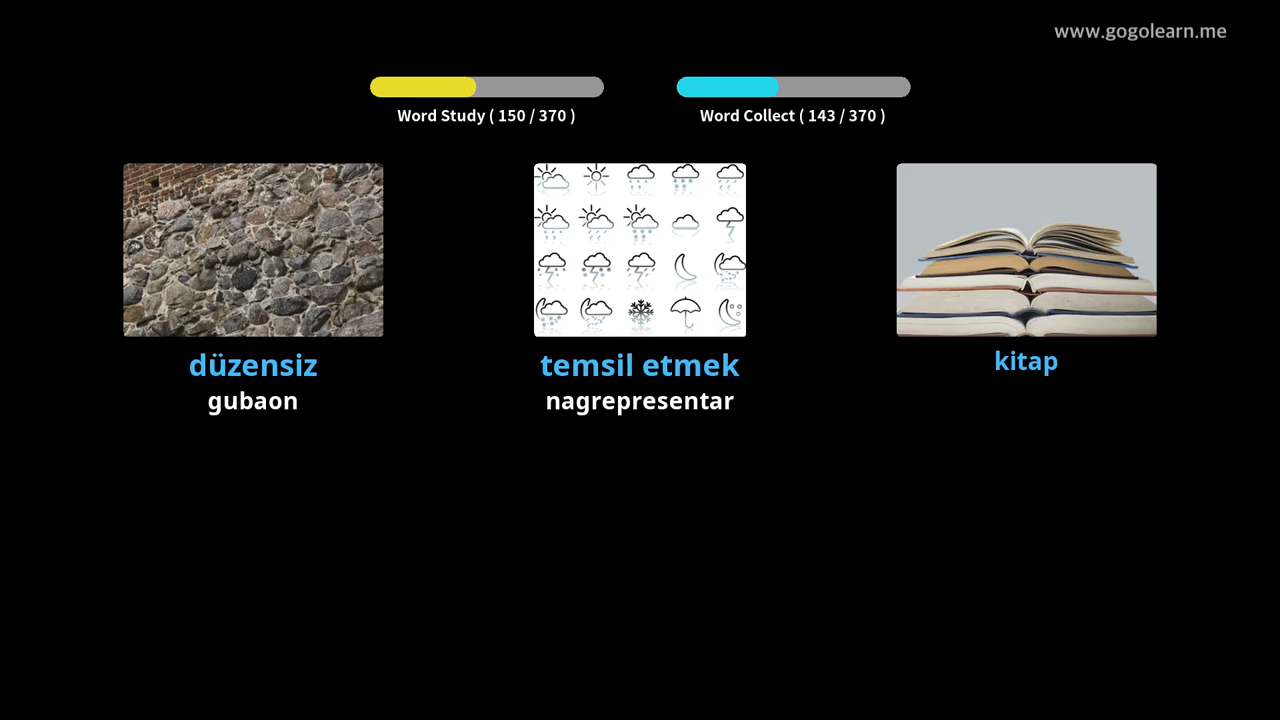 www.gogolearn.me
Word Study ( 150 / 370 )
Word Collect ( 143 / 370 )
düzensiz
gubaon
temsil etmek
nagrepresentar
kitap